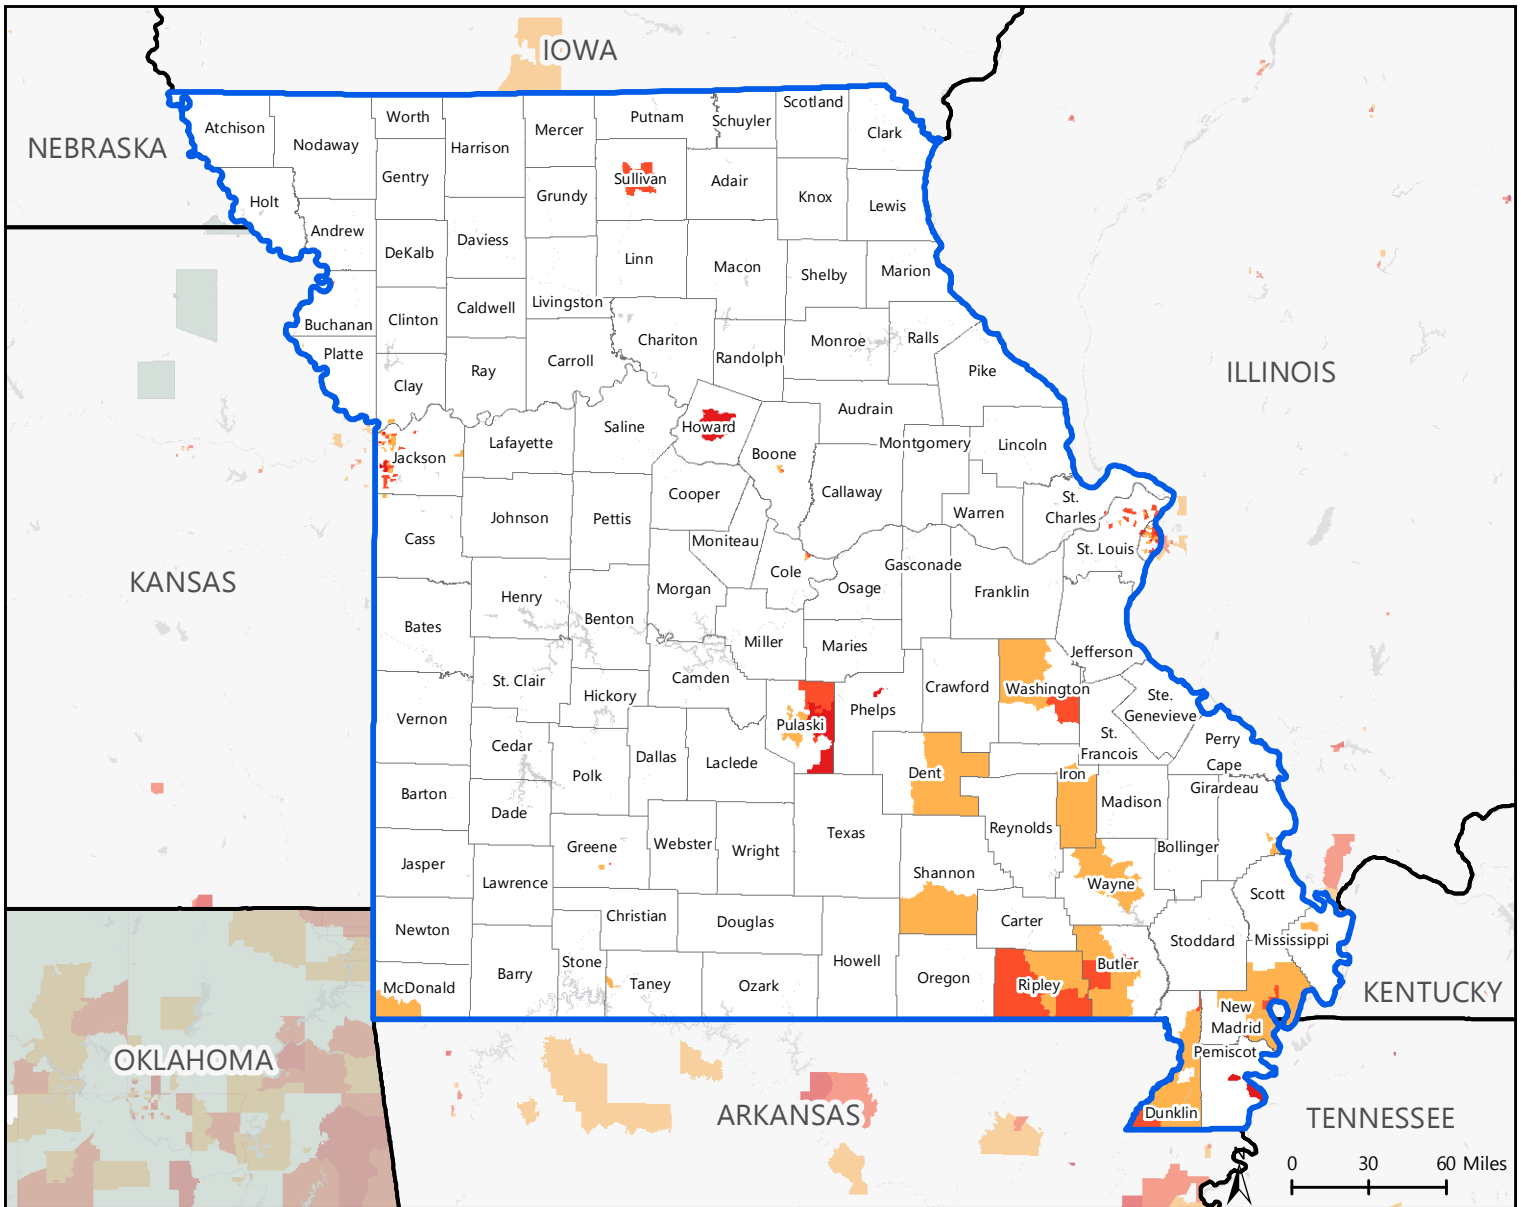 IOWA
Scotland
Worth
Putnam
Schuyler
Atchison
Mercer
Clark
Nodaway
Harrison
NEBRASKA
Gentry
Sullivan
Adair
Grundy
Knox
Holt
Lewis
Andrew
Daviess
DeKalb
Linn
Macon
Shelby
Marion
Livingston
Caldwell
Clinton
Buchanan
Chariton
Monroe
Ralls
Platte
Randolph
Carroll
Ray
Pike
ILLINOIS
Clay
Audrain
Saline
Howard
Lafayette
Montgomery
Lincoln
Jackson
Boone
Cooper
Callaway
St.
Charles
Warren
Johnson
Pettis
Cass
Moniteau
St. Louis
Gasconade
Cole
KANSAS
Morgan
Osage
Franklin
Henry
Benton
Bates
Miller
Maries
Jefferson
St. Clair
Camden
Crawford
Washington
Hickory
Ste.
Genevieve
Phelps
Vernon
Pulaski
St.
Francois
Perry
Cedar
Dallas
Laclede
Polk
Dent
Iron
Cape
Girardeau
Barton
Madison
Dade
Reynolds
Texas
Greene
Webster
Wright
Bollinger
Jasper
Shannon
Lawrence
Wayne
Scott
Christian
Douglas
Carter
Newton
Stoddard
Mississippi
Stone
Howell
Butler
Barry
Oregon
Ripley
McDonald
Taney
Ozark
KENTUCKY
New
Madrid
Pemiscot
OKLAHOMA
ARKANSAS
Dunklin
TENNESSEE
0 30 60 Miles